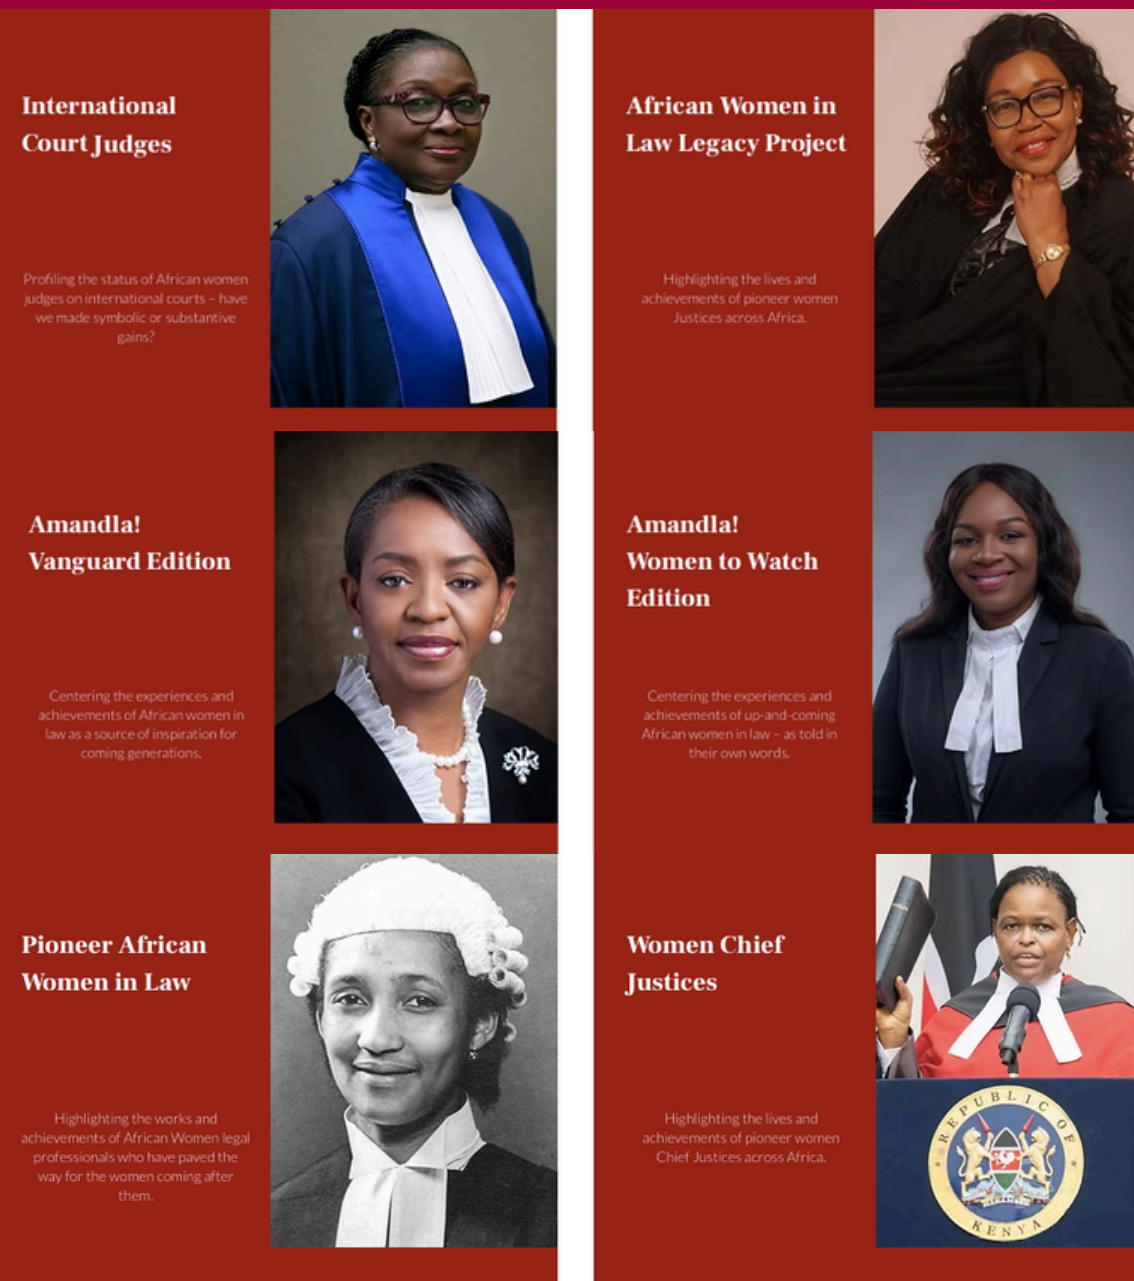 International
Court Judges
Profiling the status of African women
judges on international courts – have
we made symbolic or substantive
gains?
African Women in
Law Legacy Project
Highlighting the lives and
achievements of pioneer women
Justices across Africa.
Amandla!
Vanguard Edition
Centering the experiences and
achievements of African women in
law as a source of inspiration for
coming generations.
Amandla!
Women to Watch
Edition
Centering the experiences and
achievements of up-and-coming
African women in law – as told in
their own words.
Pioneer African
Women in Law
Highlighting the works and
achievements of African Women legal
professionals who have paved the
way for the women coming after
them.
Women Chief
Justices
Highlighting the lives and
achievements of pioneer women
Chief Justices across Africa.
REPUBLIC OF
KENYA